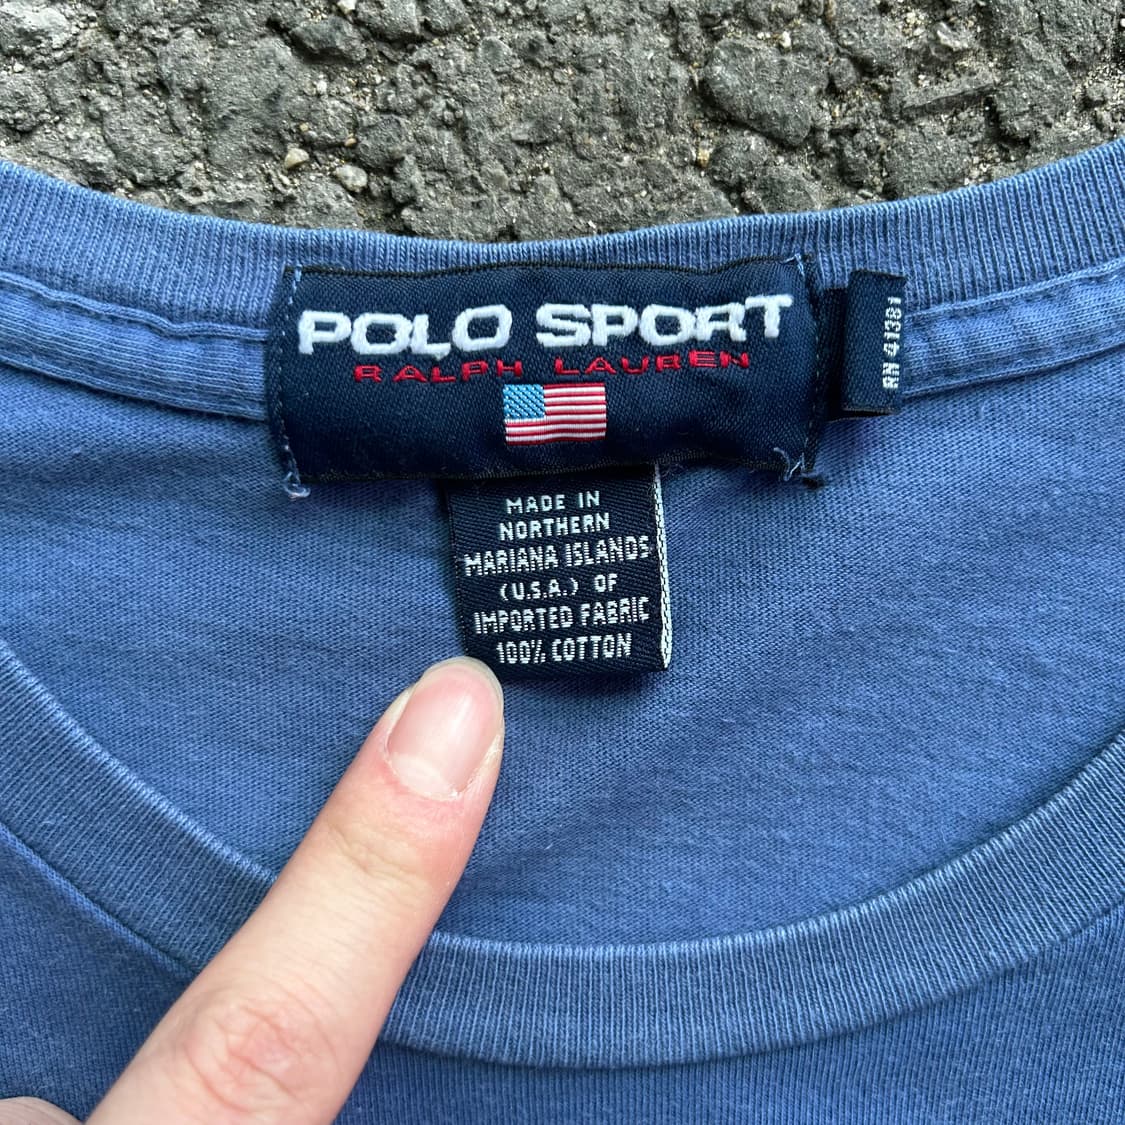 POLO SPORT
RALPH LAUREN
RN 41381
MADE IN
NORTHERN
MARIANA ISLANDS
(U.S.A.) OF
IMPORTED FABRIC
100% COTTON